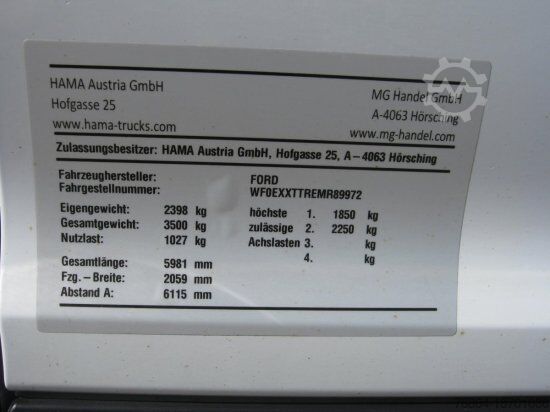 HAMA Austria GmbH
Hofgasse 25
www.hama-trucks.com
MG Handel GmbH
A-4063 Hörsching
www.mg-handel.com
Zulassungsbesitzer: HAMA Austria GmbH, Hofgasse 25, A – 4063 Hörsching
Fahrzeughersteller: FORD
Fahrgestellnummer: WF0EXXTTREMR89972
Eigengewicht: 2398 kg höchste 1. 1850 kg
Gesamtgewicht: 3500 kg zulässige 2. 2250 kg
Nutzlast: 1027 kg Achslasten 3. kg
4. kg
Gesamtlänge: 5981 mm
Fzg. – Breite: 2059 mm
Abstand A: 6115 mm